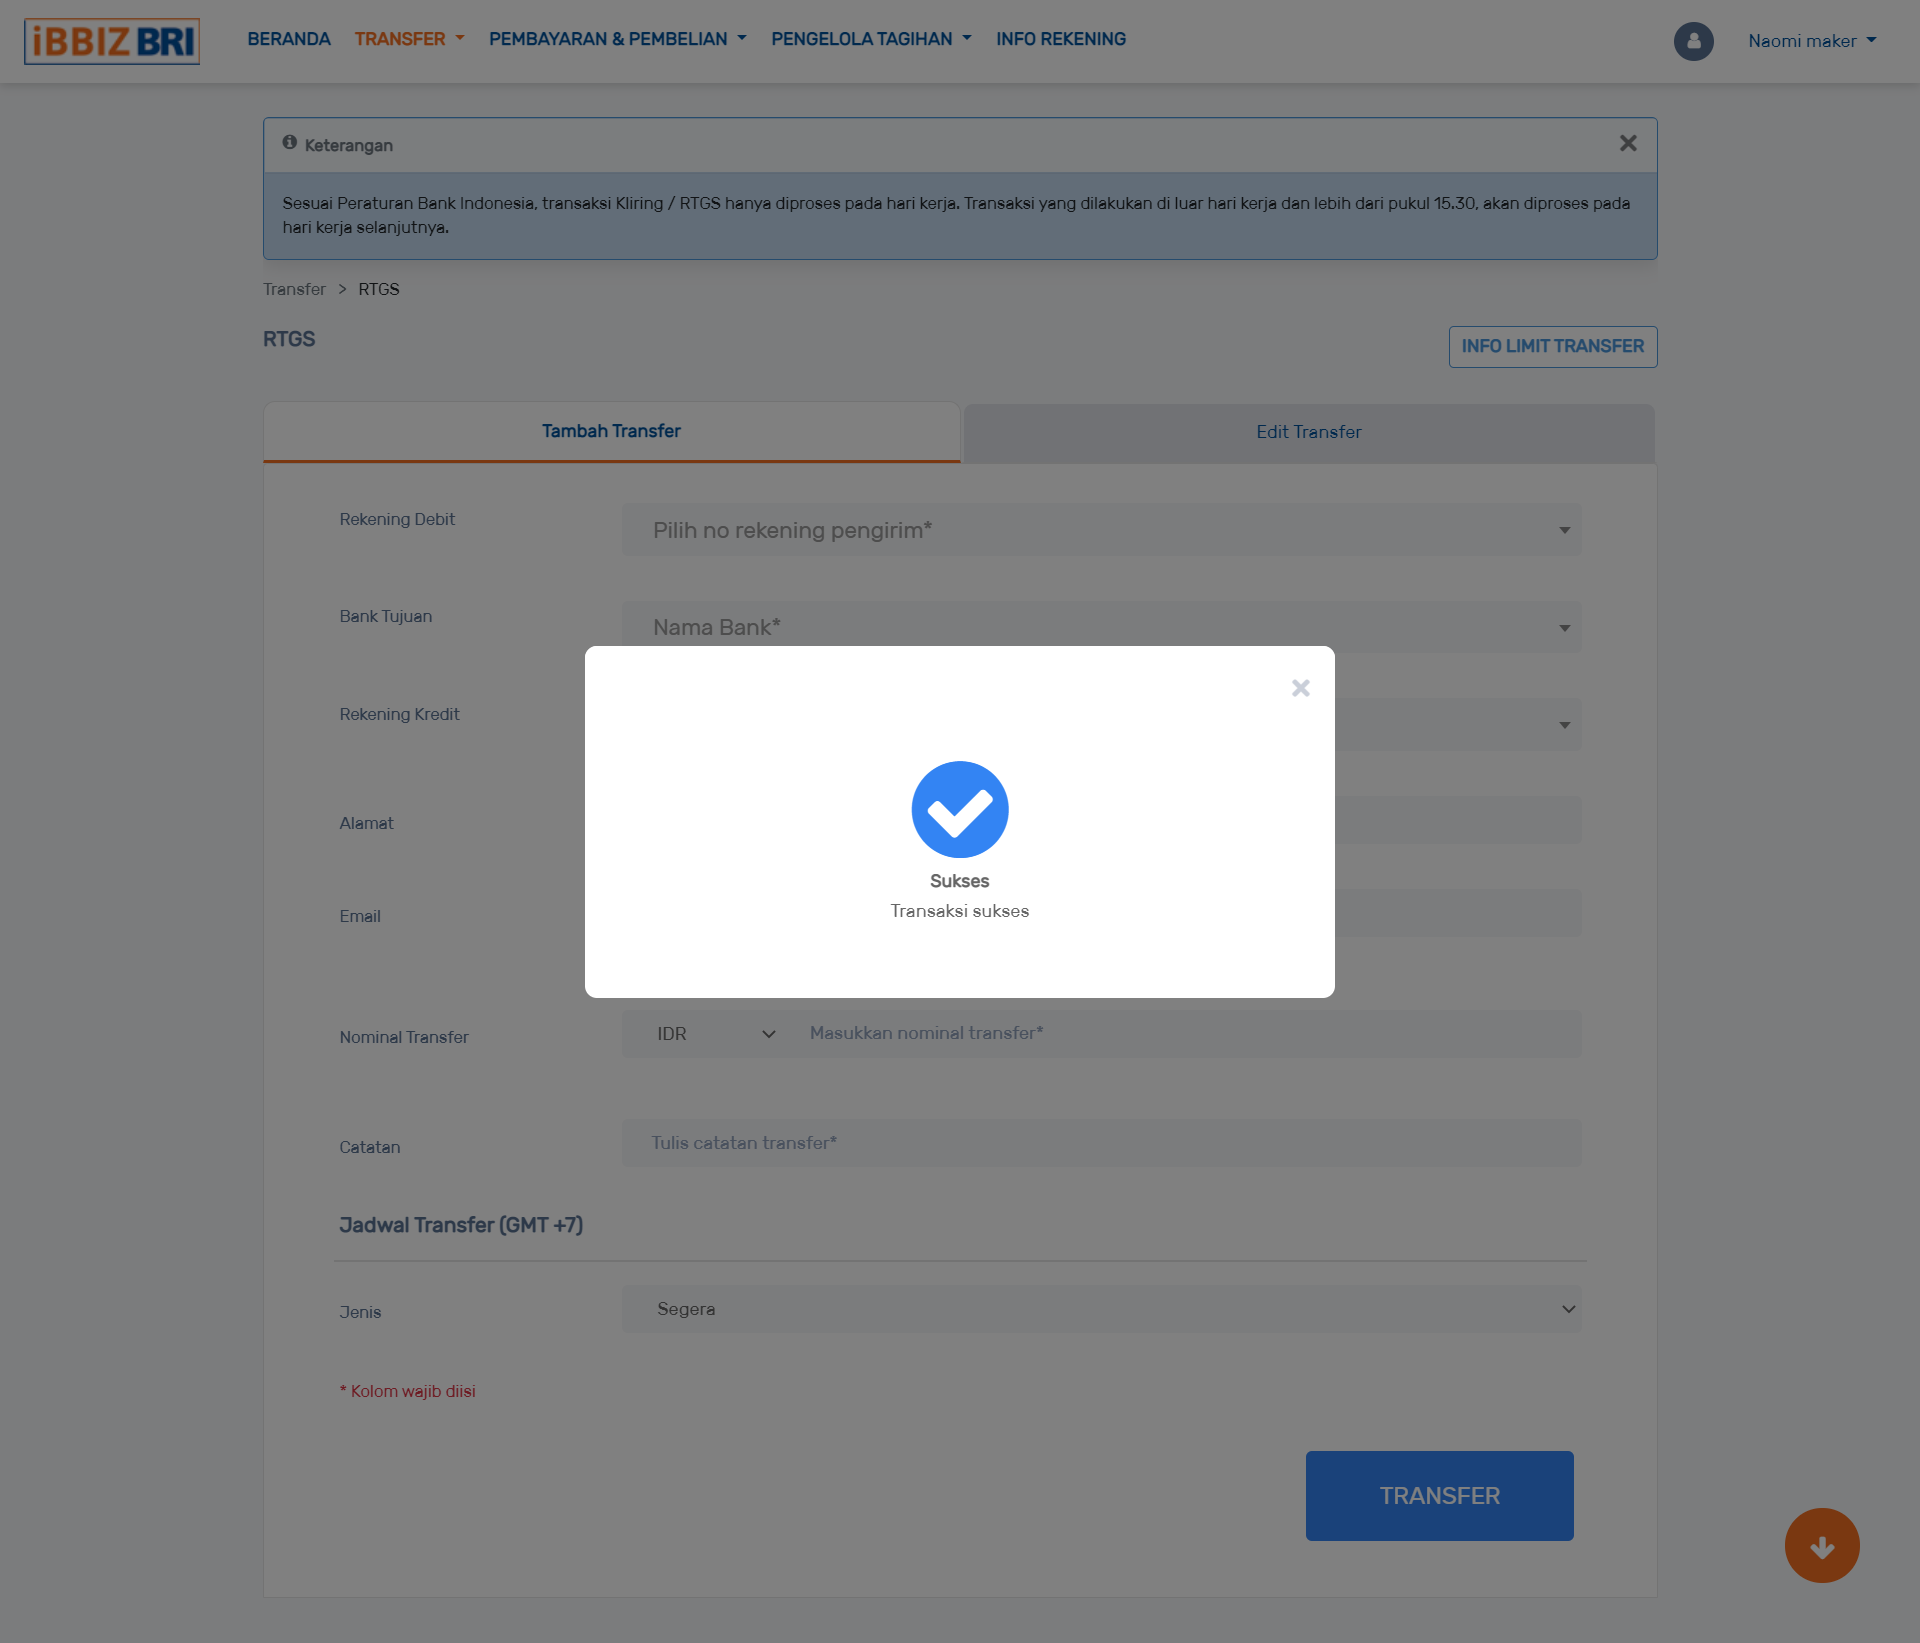 iBBIZ BRI
BERANDA TRANSFER PEMBAYARAN & PEMBELIAN PENGELOLA TAGIHAN INFO REKENING Naomi maker
Keterangan
Sesuai Peraturan Bank Indonesia, transaksi Kliring / RTGS hanya diproses pada hari kerja. Transaksi yang dilakukan di luar hari kerja dan lebih dari pukul 15.30, akan diproses pada
hari kerja selanjutnya.
Transfer > RTGS
RTGS
INFO LIMIT TRANSFER
Tambah Transfer Edit Transfer
Rekening Debit Pilih no rekening pengirim*
Bank Tujuan Nama Bank*
Rekening Kredit
Alamat
Sukses
Transaksi sukses
Email
Nominal Transfer IDR Masukkan nominal transfer*
Catatan Tulis catatan transfer*
Jadwal Transfer (GMT +7)
Jenis Segera
* Kolom wajib diisi
TRANSFER